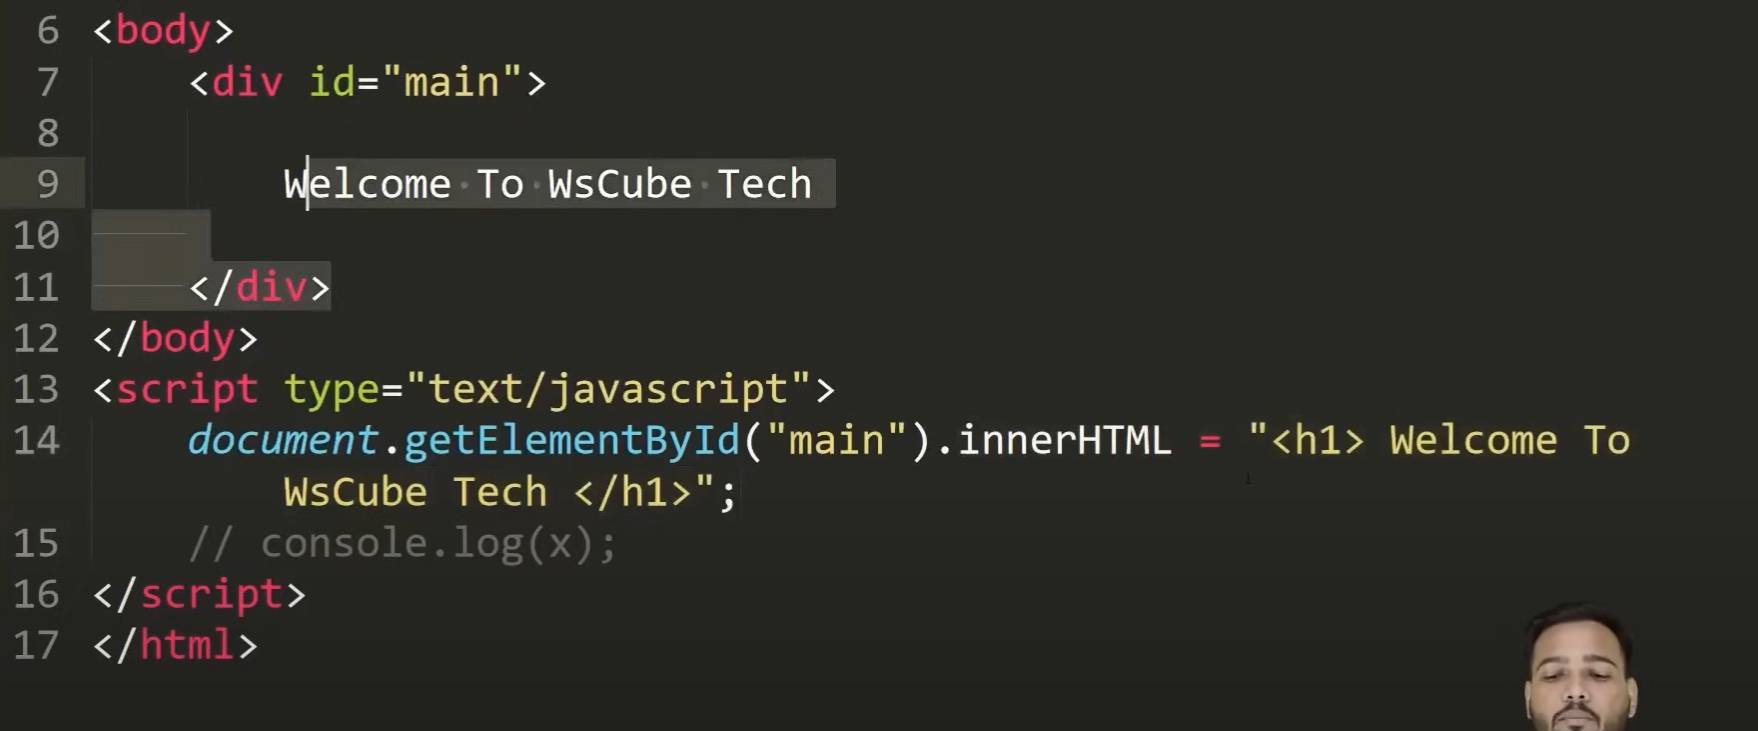 6 <body>
7 <div id="main">
8
9 Welcome To WsCube Tech
10
11 </div>
12 </body>
13 <script type="text/javascript">
14 document.getElementById("main").innerHTML = "<h1> Welcome To
WsCube Tech </h1>";
15 // console.log(x);
16 </script>
17 </html>